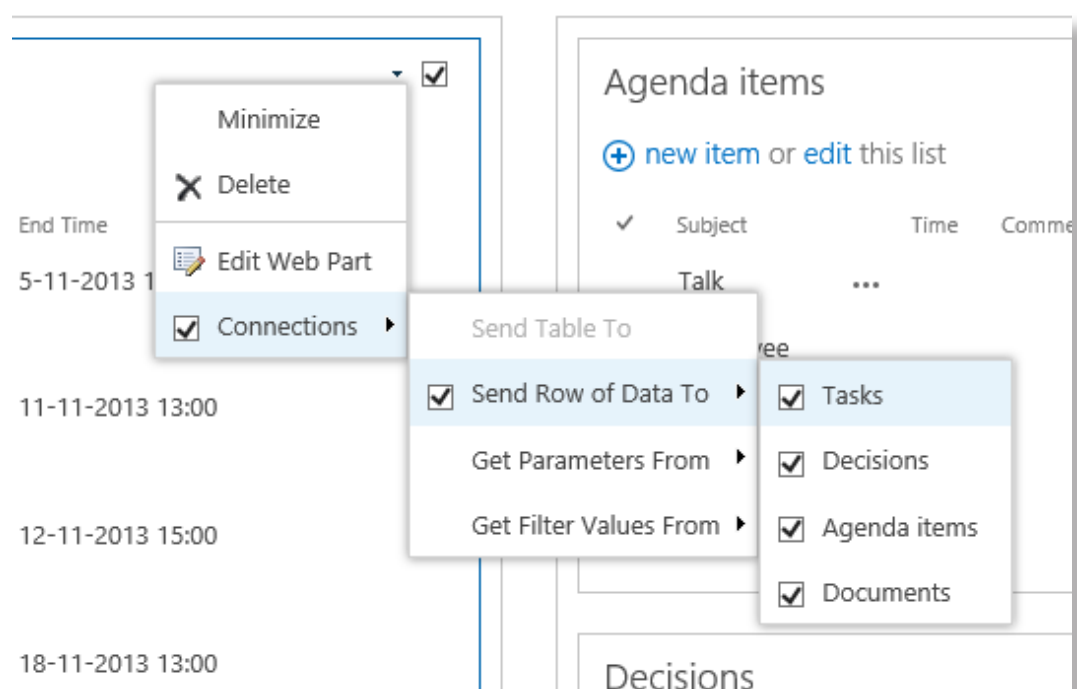 Minimize
Delete
Edit Web Part
Connections
Send Table To
Send Row of Data To
Get Parameters From
Get Filter Values From
Tasks
Decisions
Agenda items
Documents
End Time
5-11-2013 1
11-11-2013 13:00
12-11-2013 15:00
18-11-2013 13:00
Agenda items
new item or edit this list
Subject Time Comme
Talk ...
Decisions